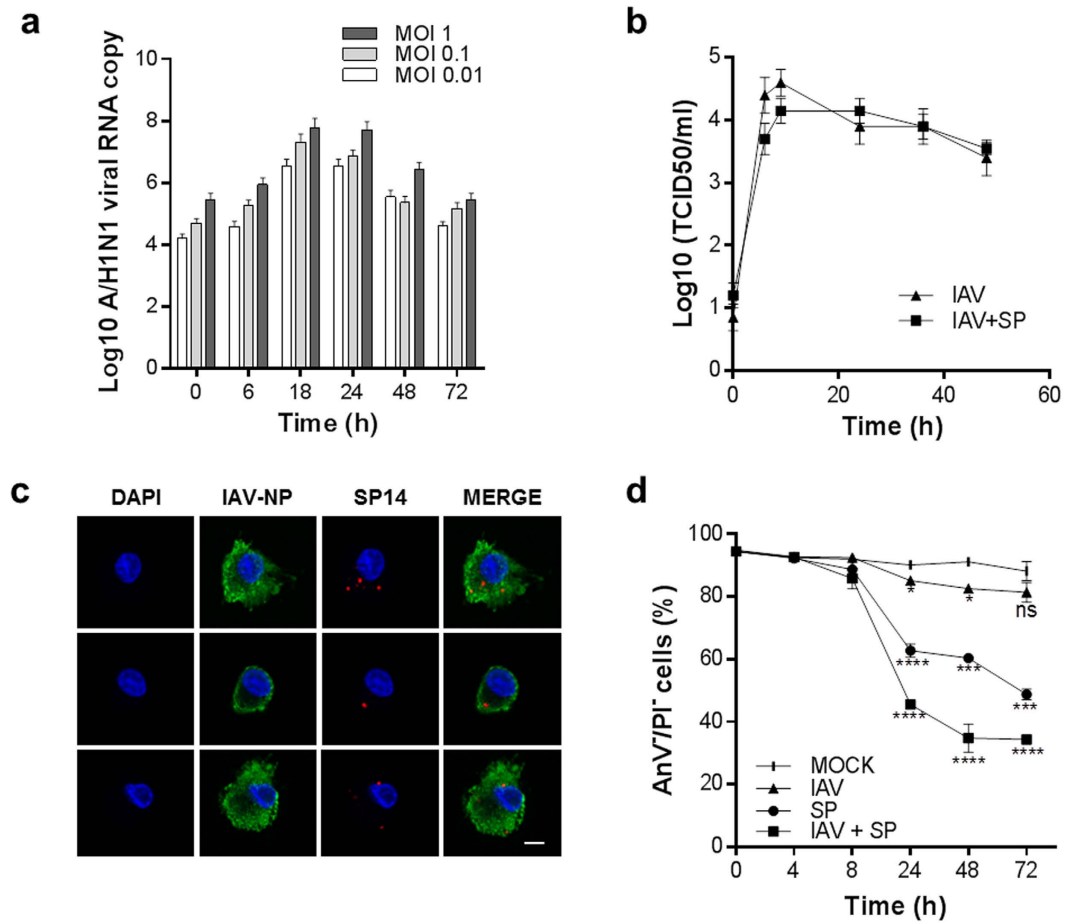 a
Log10 A/H1N1 viral RNA copy
10
8
6
4
2
0
MOI 1
MOI 0.1
MOI 0.01
0 6 18 24 48 72
Time (h)
b
Log10 (TCID50/ml)
5
4
3
2
1
0
IAV
IAV+SP
0 20 40 60
Time (h)
c
DAPI IAV-NP SP14 MERGE
d
AnV-/PI- cells (%)
100
80
60
40
20
0
* * ns
**** *** ***
**** **** ****
MOCK
IAV
SP
IAV + SP
0 4 8 24 48 72
Time (h)